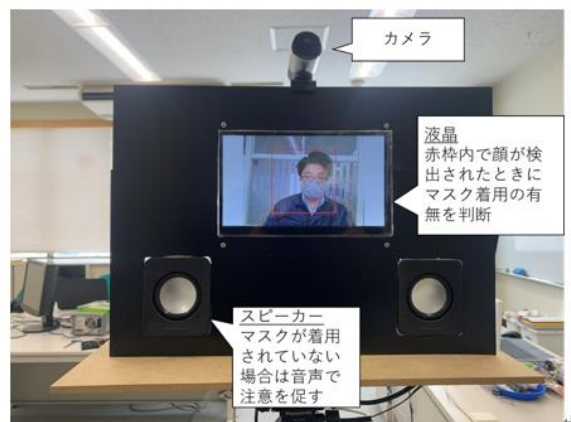 カメラ
液晶
赤枠内で顔が検
出されたときに
マスク着用の有
無を判断
スピーカー
マスクが着用
されていない
場合は音声で
注意を促す
Panasonic